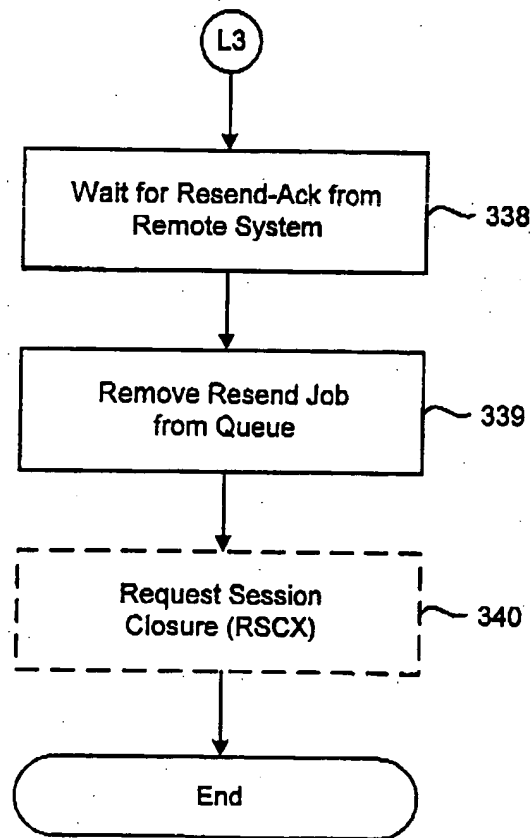 L3
Wait for Resend-Ack from
Remote System
338
Remove Resend Job
from Queue
339
Request Session
Closure (RSCX)
340
End